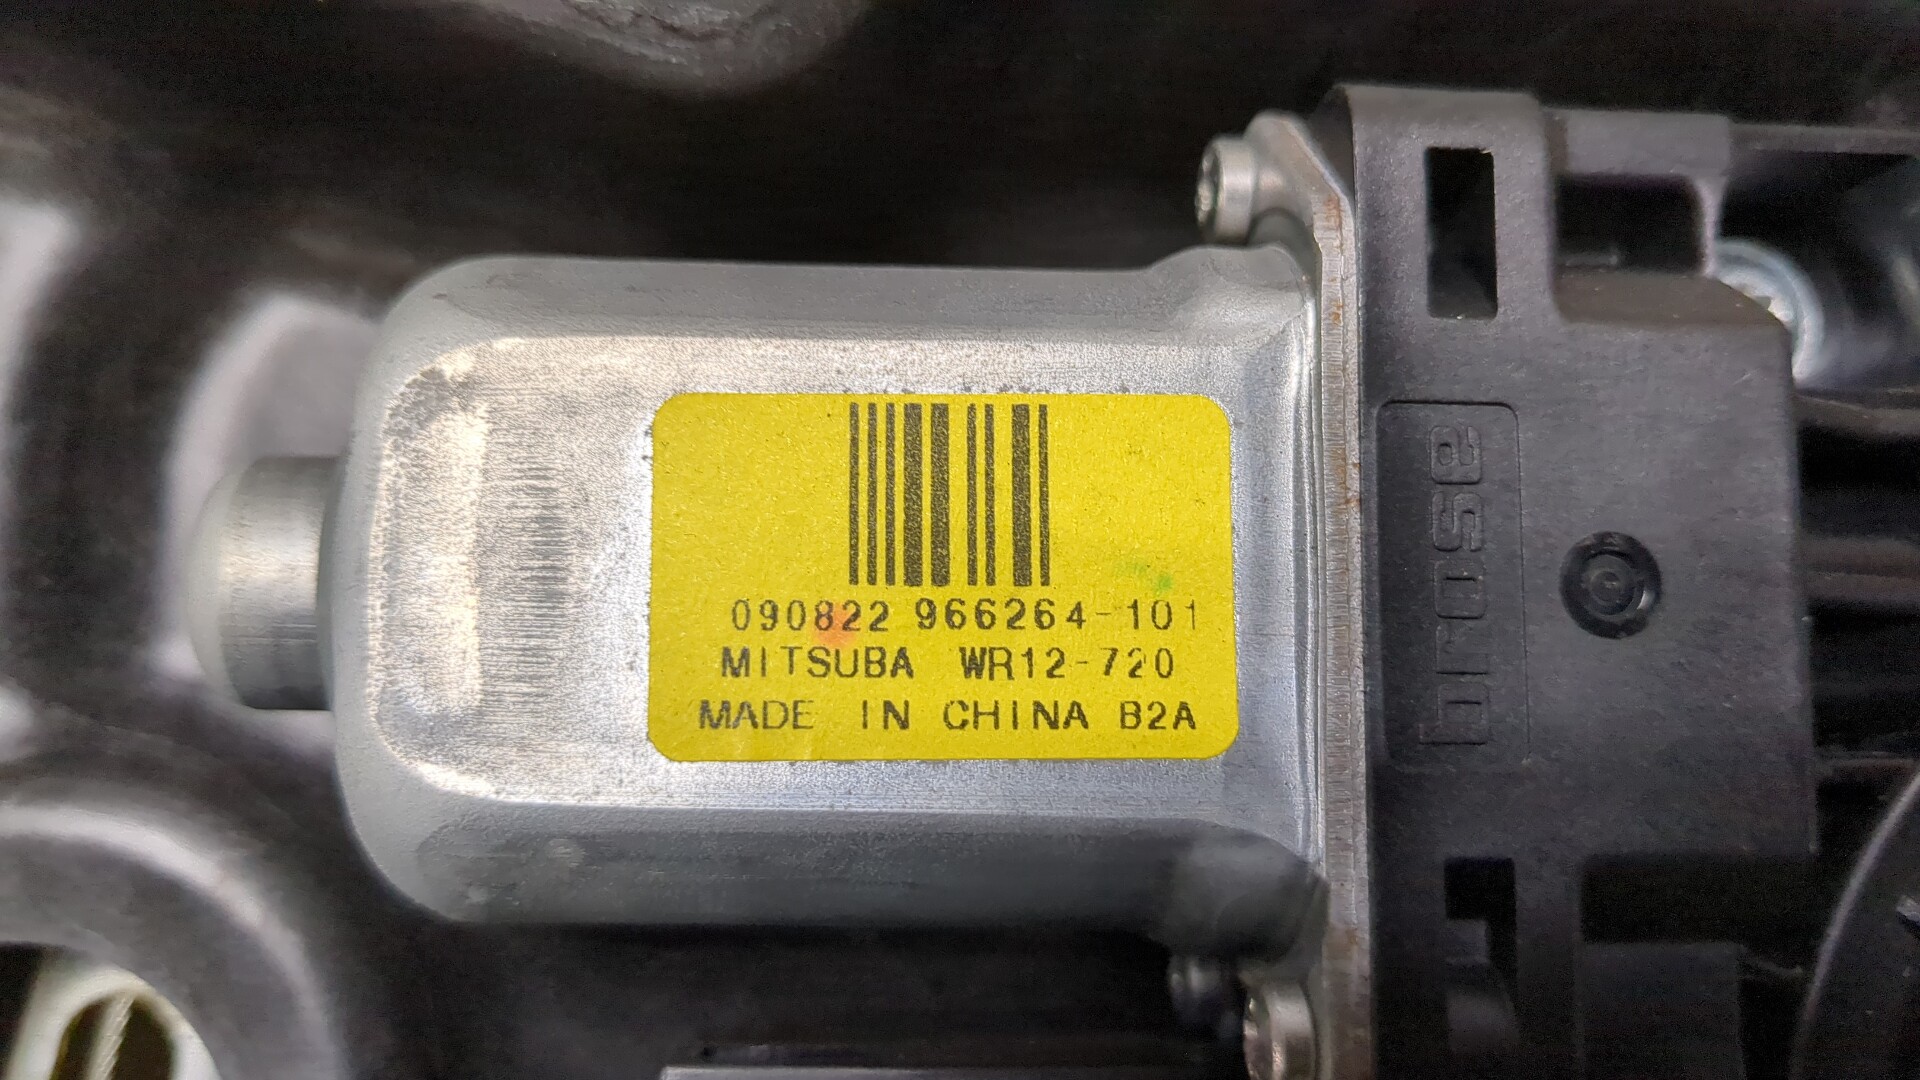 090822 966264-101
MITSUBA WR12-720
MADE IN CHINA B2A
brose